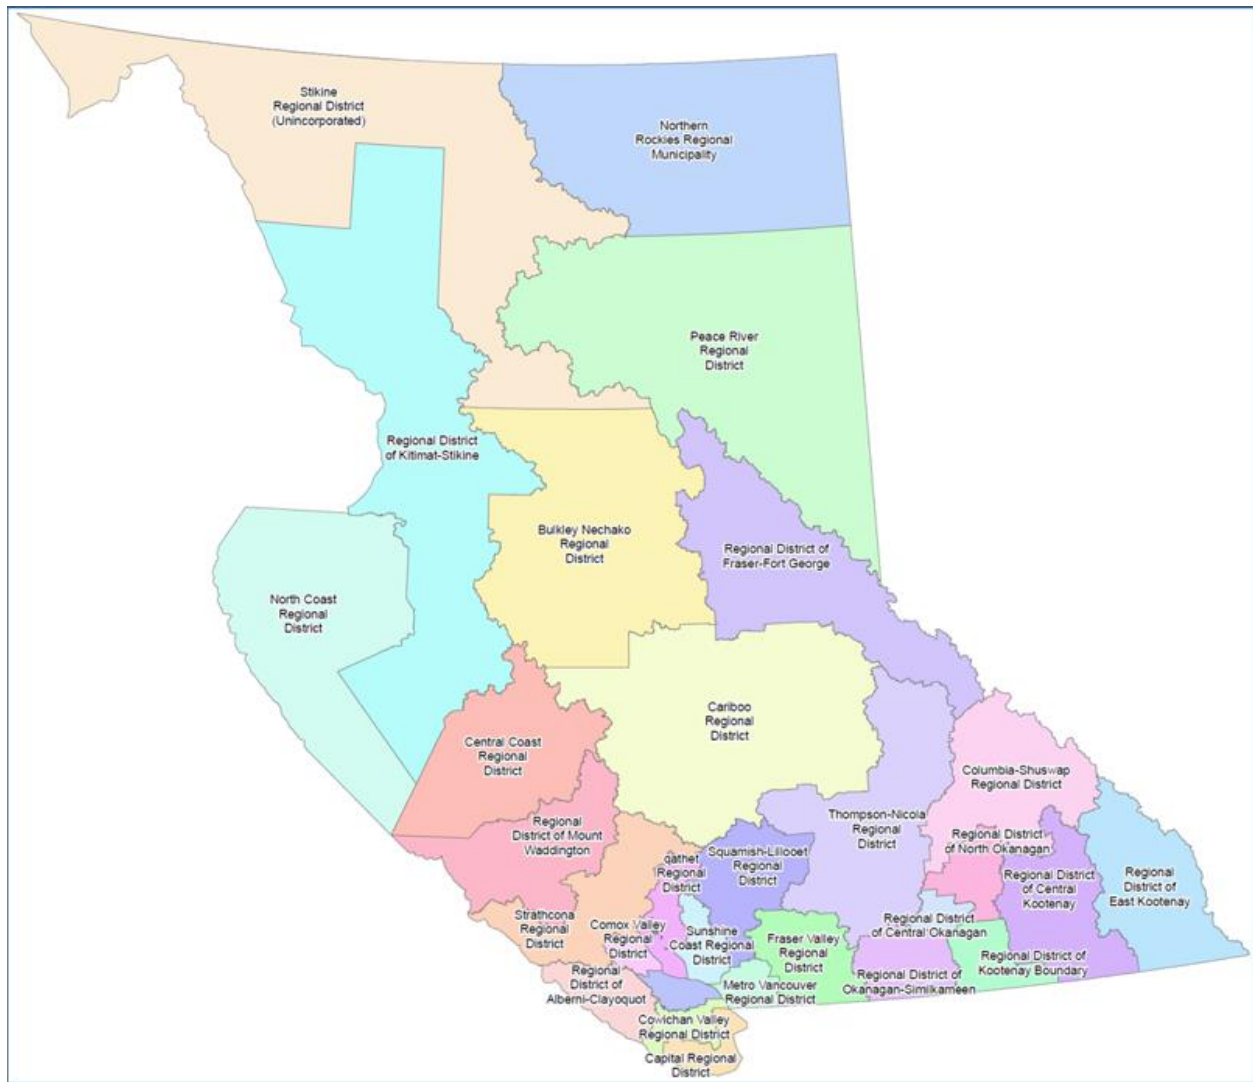 Stikine
Regional District
(Unincorporated)
Northern
Rockies Regional
Municipality
Peace River
Regional
District
Regional District
of Kitimat-Stikine
Bulkley Nechako
Regional
District
Regional District of
Fraser-Fort George
North Coast
Regional
District
Cariboo
Regional
District
Central Coast
Regional
District
Columbia-Shuswap
Regional District
Regional
District of Mount
Waddington
Thompson-Nicola
Regional
District
Regional District
of North Okanagan
qathet
Regional
District
Squamish-Lillooet
Regional
District
Regional District
of Central
Kootenay
Regional
District of
East Kootenay
Strathcona
Regional
District
Comox Valley
Regional
District
Sunshine
Coast Regional
District
Fraser Valley
Regional
District
Regional District
of Central Okanagan
Regional District of
Kootenay Boundary
Regional
District of
Alberni-Clayoquot
Metro Vancouver
Regional District
Regional District of
Okanagan-Similkameen
Cowichan Valley
Regional District
Capital Regional
District